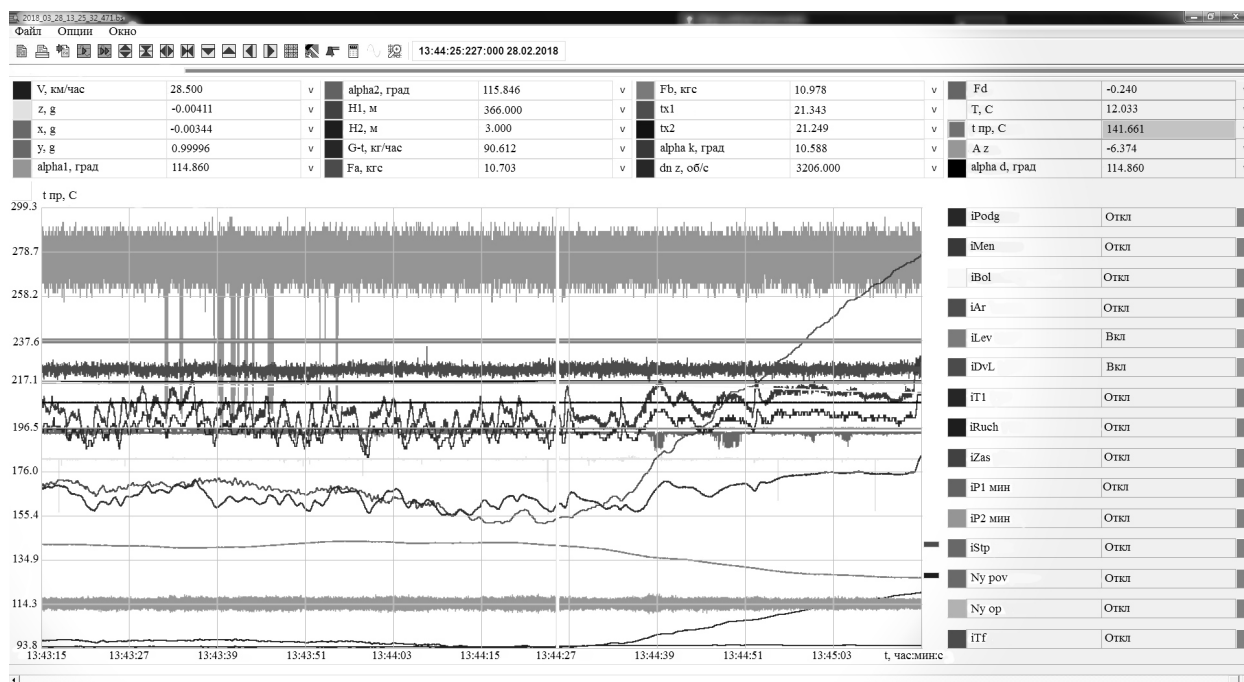 2018_03_28_13_25_32_471.b
Файл Опции Окно
13:44:25:227:000 28.02.2018
V, км/час 28.500 v alpha2, град 115.846 v Fb, кгс 10.978 v Fd -0.240
z, g -0.00411 v H1, м 366.000 v tx1 21.343 v T, C 12.033
x, g -0.00344 v H2, м 3.000 v tx2 21.249 v t пр, C 141.661
y, g 0.99996 v G-t, кг/час 90.612 v alpha k, град 10.588 v A z -6.374
alpha1, град 114.860 v Fa, кгс 10.703 v dn z, об/с 3206.000 v alpha d, град 114.860
t пр, C
299.3
278.7
258.2
237.6
217.1
196.5
176.0
155.4
134.9
114.3
93.8
13:43:15 13:43:27 13:43:39 13:43:51 13:44:03 13:44:15 13:44:27 13:44:39 13:44:51 13:45:03 t, час:мин:с
iPodg Откл
iMen Откл
iBol Откл
iAr Откл
iLev Вкл
iDvL Вкл
iT1 Откл
iRuch Откл
iZas Откл
iP1 мин Откл
iP2 мин Откл
iStp Откл
Ny pov Откл
Ny op Откл
iTf Откл